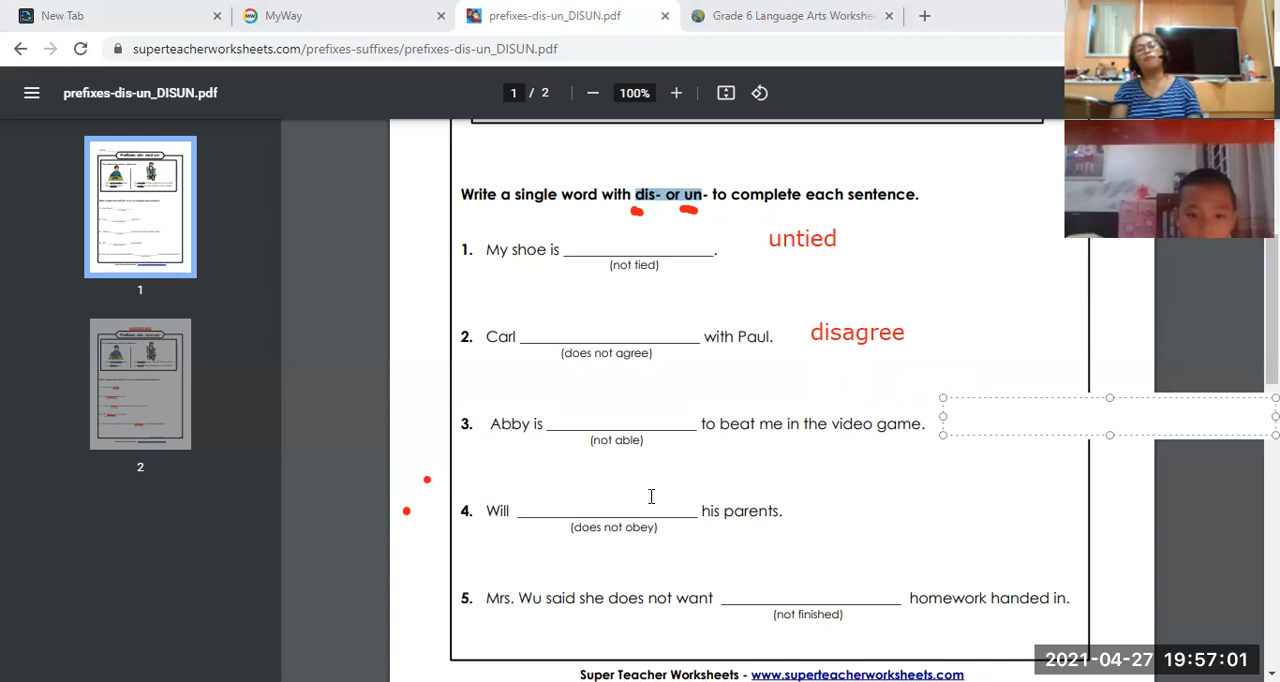 New Tab
MyWay
prefixes-dis-un_DISUN.pdf
Grade 6 Language Arts Workshe
superteacherworksheets.com/prefixes-suffixes/prefixes-dis-un_DISUN.pdf
prefixes-dis-un_DISUN.pdf
1 / 2
100%
1
2
Write a single word with dis- or un- to complete each sentence.
1. My shoe is ____________________. untied
(not tied)
2. Carl ________________________ with Paul. disagree
(does not agree)
3. Abby is ____________________ to beat me in the video game.
(not able)
4. Will ________________________ his parents.
(does not obey)
5. Mrs. Wu said she does not want ________________________ homework handed in.
(not finished)
Super Teacher Worksheets - www.superteacherworksheets.com
2021-04-27 19:57:01